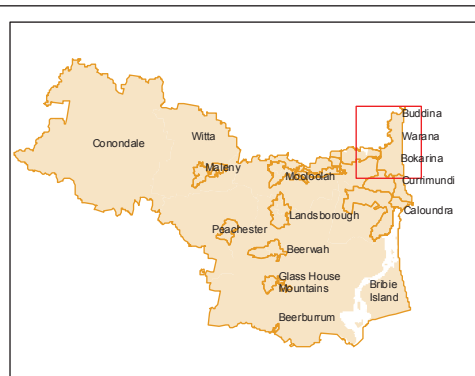 Buddina
Conondale
Witta
Warana
Maleny
Bokarina
Mooloolah
Currimundi
Landsborough
Caloundra
Peachester
Beerwah
Glass House
Mountains
Bribie
Island
Beerburrum